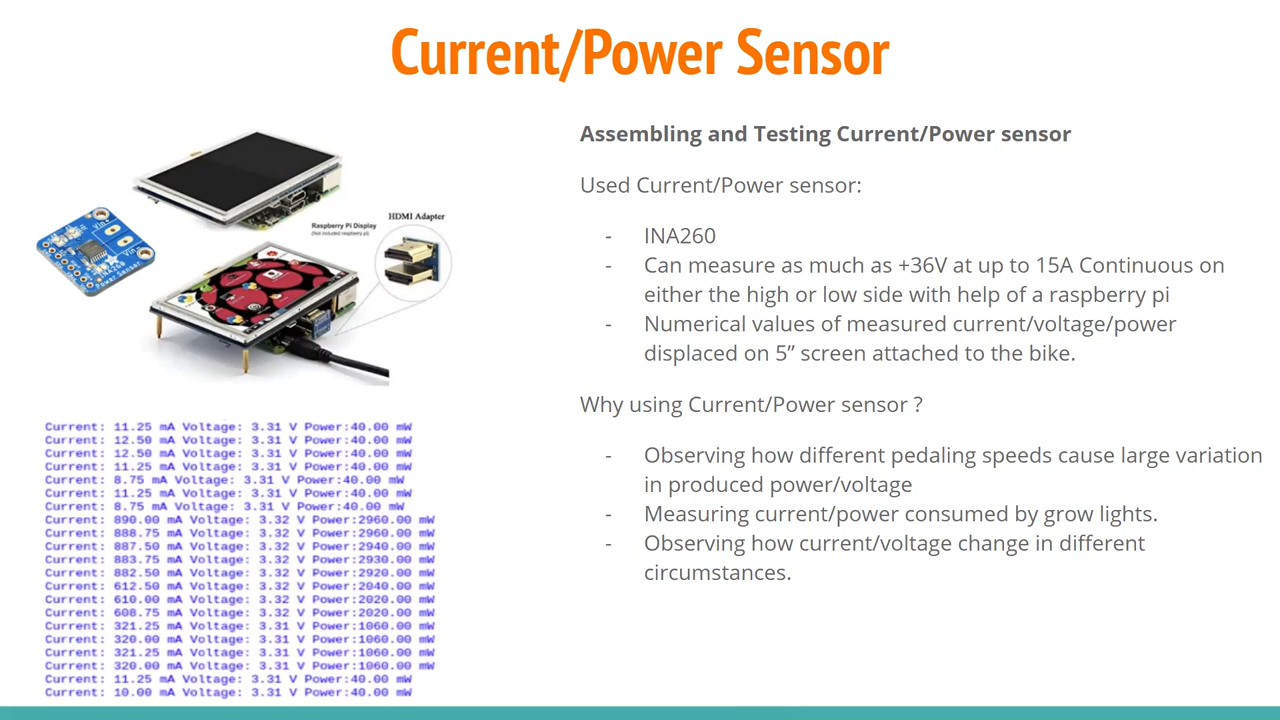 Current/Power Sensor
Assembling and Testing Current/Power sensor
Used Current/Power sensor:
- INA260
- Can measure as much as +36V at up to 15A Continuous on
either the high or low side with help of a raspberry pi
- Numerical values of measured current/voltage/power
displaced on 5” screen attached to the bike.
Why using Current/Power sensor ?
- Observing how different pedaling speeds cause large variation
in produced power/voltage
- Measuring current/power consumed by grow lights.
- Observing how current/voltage change in different
circumstances.
Vin+
Vin-
INA260
Power Sensor
HDMI Adapter
Raspberry Pi Display
(Not included raspberry pi)
Current: 11.25 mA Voltage: 3.31 V Power:40.00 mW
Current: 12.50 mA Voltage: 3.31 V Power:40.00 mW
Current: 12.50 mA Voltage: 3.31 V Power:40.00 mW
Current: 11.25 mA Voltage: 3.31 V Power:40.00 mW
Current: 8.75 mA Voltage: 3.31 V Power:40.00 mW
Current: 11.25 mA Voltage: 3.31 V Power:40.00 mW
Current: 8.75 mA Voltage: 3.31 V Power:40.00 mW
Current: 890.00 mA Voltage: 3.32 V Power:2960.00 mW
Current: 888.75 mA Voltage: 3.32 V Power:2960.00 mW
Current: 887.50 mA Voltage: 3.32 V Power:2940.00 mW
Current: 883.75 mA Voltage: 3.32 V Power:2930.00 mW
Current: 882.50 mA Voltage: 3.32 V Power:2920.00 mW
Current: 612.50 mA Voltage: 3.32 V Power:2040.00 mW
Current: 610.00 mA Voltage: 3.32 V Power:2020.00 mW
Current: 608.75 mA Voltage: 3.32 V Power:2020.00 mW
Current: 321.25 mA Voltage: 3.31 V Power:1060.00 mW
Current: 320.00 mA Voltage: 3.31 V Power:1060.00 mW
Current: 321.25 mA Voltage: 3.31 V Power:1060.00 mW
Current: 320.00 mA Voltage: 3.31 V Power:1060.00 mW
Current: 11.25 mA Voltage: 3.31 V Power:40.00 mW
Current: 10.00 mA Voltage: 3.31 V Power:40.00 mW